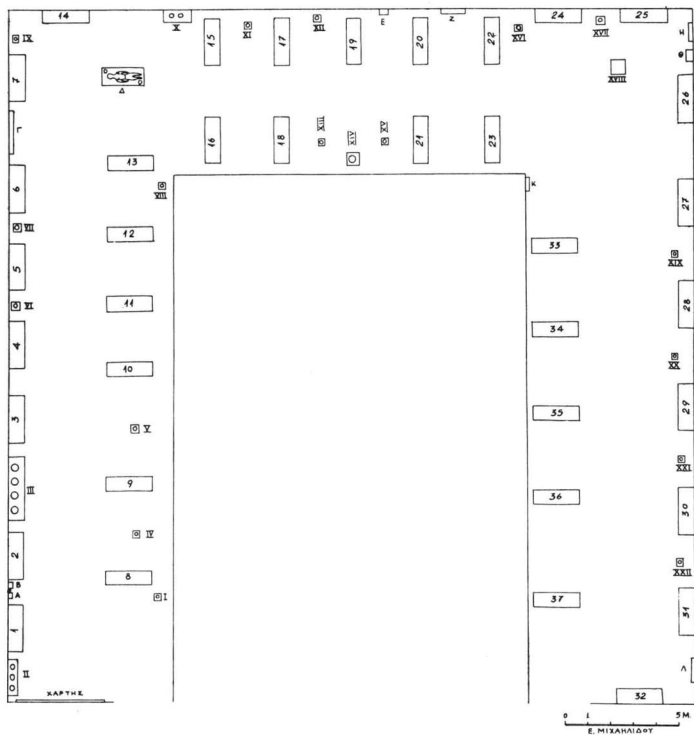 14
X
15
XI
17
XII
19
E
20
Z
22
XVI
24
XVII
25
H
IX
Θ
7
Δ
XVIII
26
Γ
16
18
XIII
XIV
XV
21
23
13
6
VIII
K
27
VII
12
33
5
XIX
VI
11
28
4
34
10
XX
3
35
29
V
XXI
III
9
36
30
IV
2
XXII
8
B
A
I
37
31
1
II
Λ
ΧΑΡΤΗΣ
32
0 1 5 M.
Ε. ΜΙΧΑΗΛΙΔΟΥ